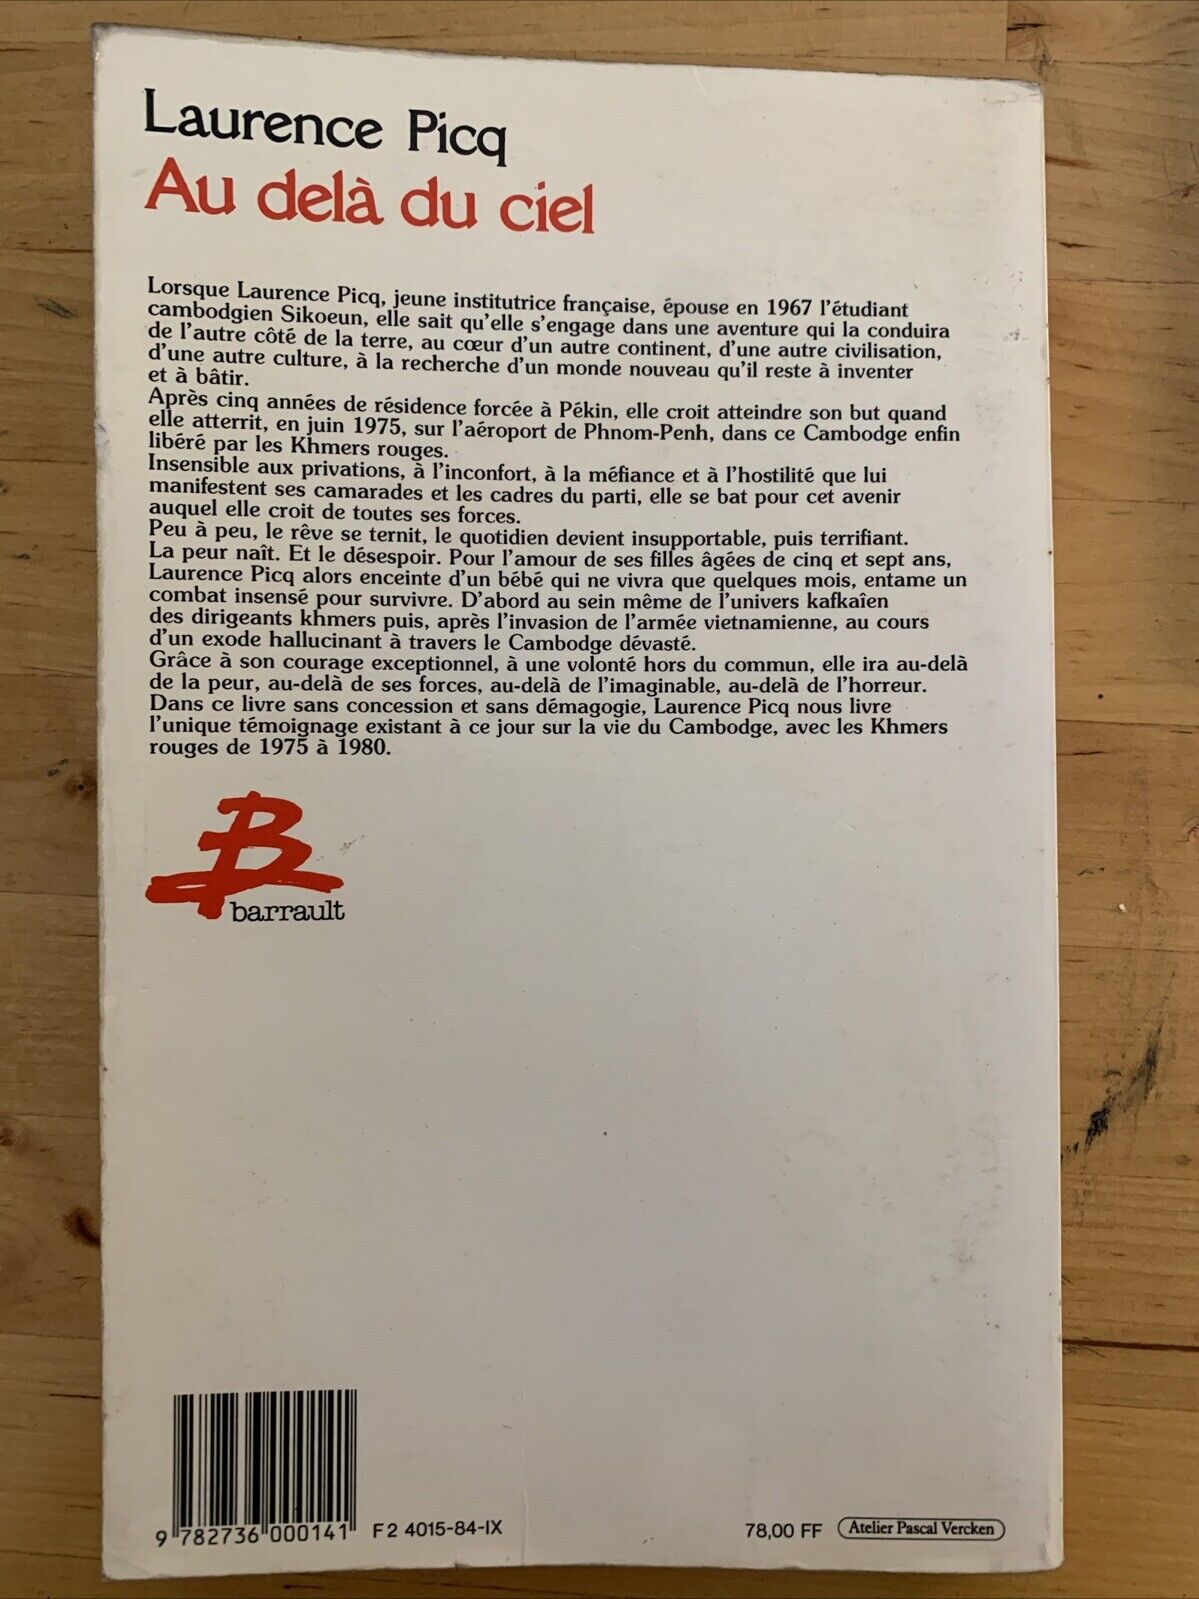 Laurence Picq
Au delà du ciel
Lorsque Laurence Picq, jeune institutrice française, épouse en 1967 l'étudiant
cambodgien Sikoeun, elle sait qu'elle s'engage dans une aventure qui la conduira
de l'autre côté de la terre, au cœur d'un autre continent, d'une autre civilisation,
d'une autre culture, à la recherche d'un monde nouveau qu'il reste à inventer
et à bâtir.
Après cinq années de résidence forcée à Pékin, elle croit atteindre son but quand
elle atterrit, en juin 1975, sur l'aéroport de Phnom-Penh, dans ce Cambodge enfin
libéré par les Khmers rouges.
Insensible aux privations, à l'inconfort, à la méfiance et à l'hostilité que lui
manifestent ses camarades et les cadres du parti, elle se bat pour cet avenir
auquel elle croit de toutes ses forces.
Peu à peu, le rêve se ternit, le quotidien devient insupportable, puis terrifiant.
La peur naît. Et le désespoir. Pour l'amour de ses filles âgées de cinq et sept ans,
Laurence Picq alors enceinte d'un bébé qui ne vivra que quelques mois, entame un
combat insensé pour survivre. D'abord au sein même de l'univers kafkaîen
des dirigeants khmers puis, après l'invasion de l'armée vietnamienne, au cours
d'un exode hallucinant à travers le Cambodge dévasté.
Grâce à son courage exceptionnel, à une volonté hors du commun, elle ira au-delà
de la peur, au-delà de ses forces, au-delà de l'imaginable, au-delà de l'horreur.
Dans ce livre sans concession et sans démagogie, Laurence Picq nous livre
l'unique témoignage existant à ce jour sur la vie du Cambodge, avec les Khmers
rouges de 1975 à 1980.
B
barrault
9 782736 000141
F2 4015-84-IX
78,00 FF
Atelier Pascal Vercken